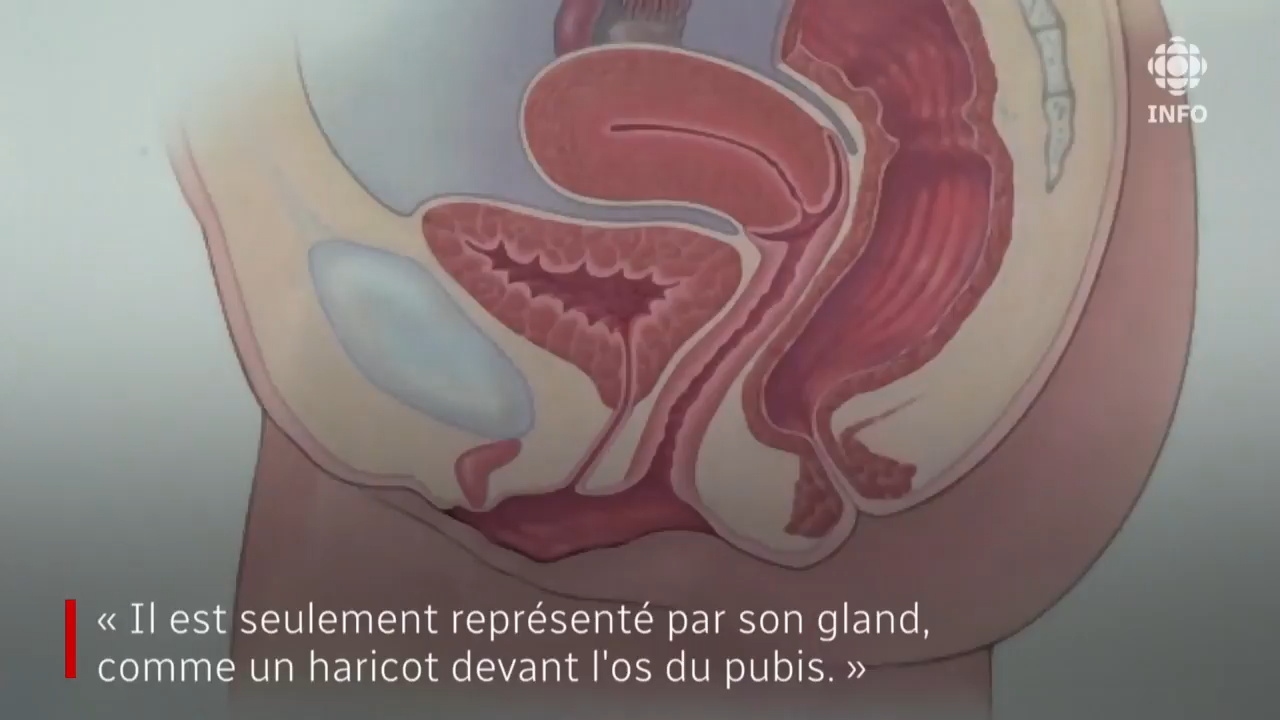 INFO
« Il est seulement représenté par son gland,
comme un haricot devant l'os du pubis. »